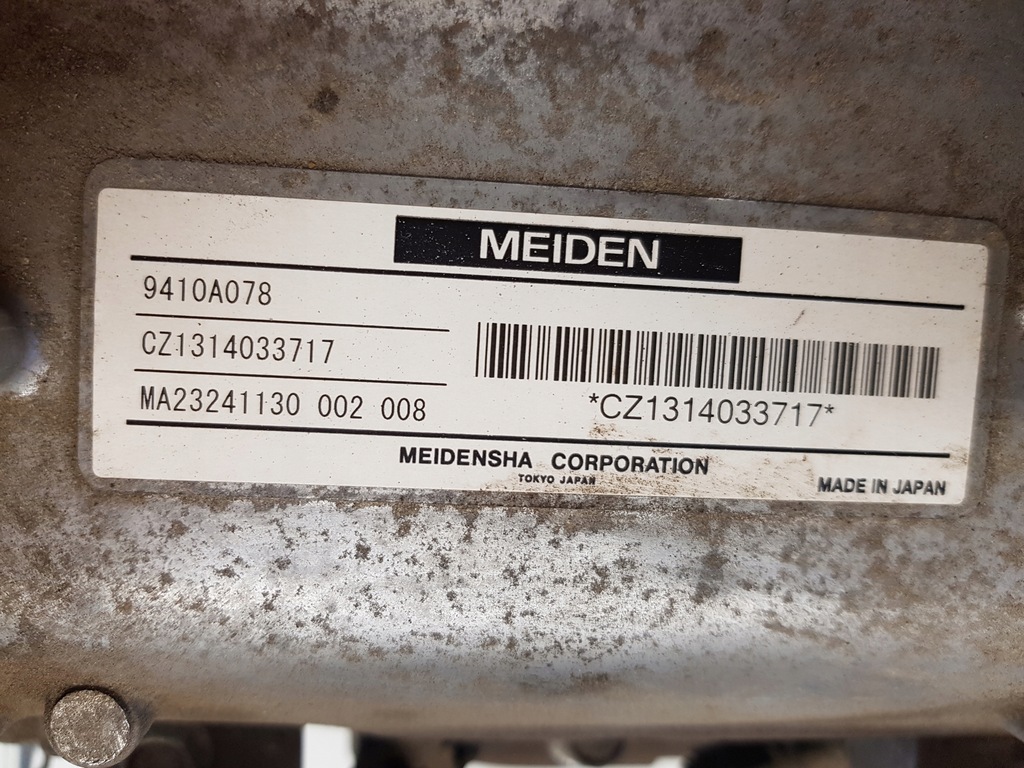 MEIDEN
9410A078
CZ1314033717
MA23241130 002 008
*CZ1314033717*
MEIDENSHA CORPORATION
TOKYO JAPAN
MADE IN JAPAN